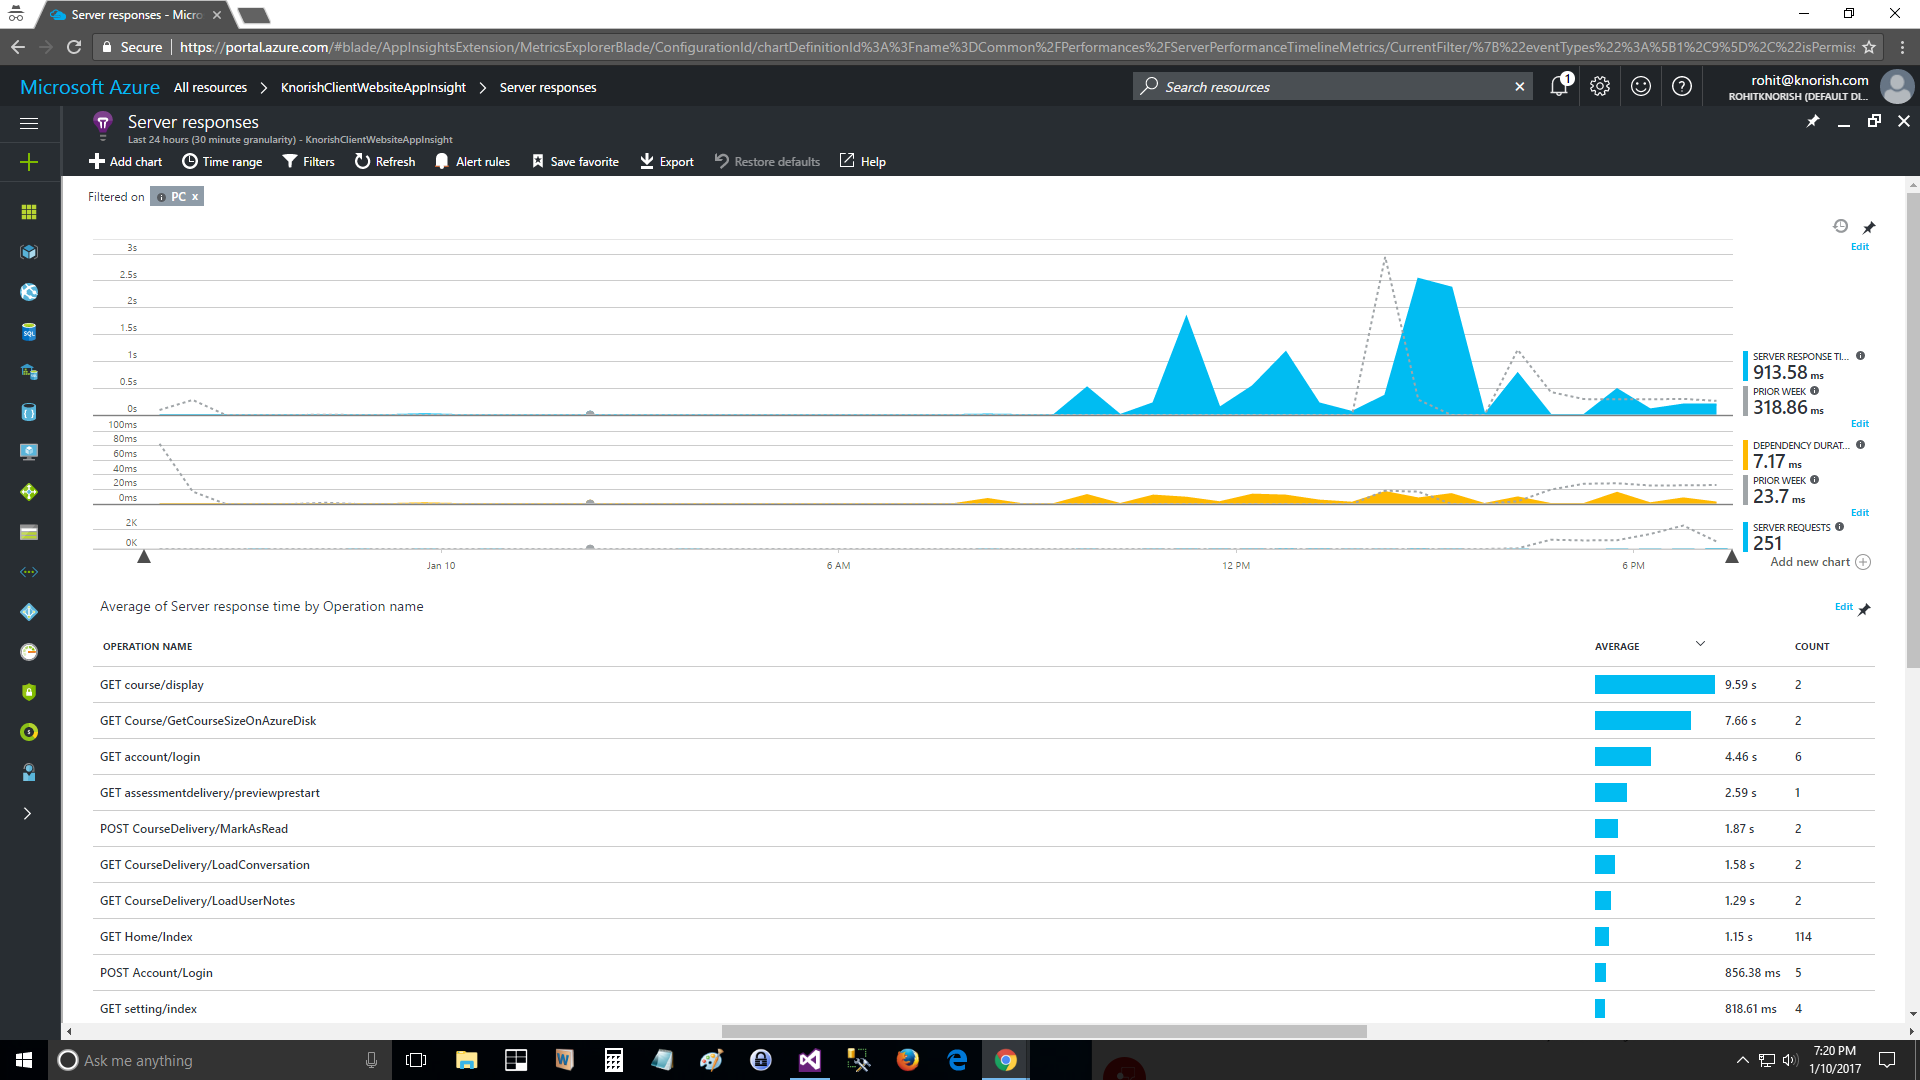 Server responses - Micro
Secure
https://portal.azure.com/#blade/AppInsightsExtension/MetricsExplorerBlade/ConfigurationId/chartDefinitionId%3A%3Fname%3DCommon%2FPerformances%2FServerPerformanceTimelineMetrics/CurrentFilter/%7B%22eventTypes%22%3A%5B1%2C9%5D%2C%22isPermiss
Microsoft Azure All resources > KnorishClientWebsiteAppInsight > Server responses
Search resources
1
rohit@knorish.com
ROHITKNORISH (DEFAULT DI...
Server responses
Last 24 hours (30 minute granularity) - KnorishClientWebsiteAppInsight
Add chart Time range Filters Refresh Alert rules Save favorite Export Restore defaults Help
Filtered on PC x
Edit
3s
2.5s
2s
1.5s
1s
0.5s
0s
SERVER RESPONSE TI...
913.58 ms
PRIOR WEEK
318.86 ms
Edit
100ms
80ms
60ms
40ms
20ms
0ms
DEPENDENCY DURAT...
7.17 ms
PRIOR WEEK
23.7 ms
Edit
2K
0K
SERVER REQUESTS
251
Add new chart
Jan 10 6 AM 12 PM 6 PM
Average of Server response time by Operation name
Edit
OPERATION NAME AVERAGE COUNT
GET course/display 9.59 s 2
GET Course/GetCourseSizeOnAzureDisk 7.66 s 2
GET account/login 4.46 s 6
GET assessmentdelivery/previewprestart 2.59 s 1
POST CourseDelivery/MarkAsRead 1.87 s 2
GET CourseDelivery/LoadConversation 1.58 s 2
GET CourseDelivery/LoadUserNotes 1.29 s 2
GET Home/Index 1.15 s 114
POST Account/Login 856.38 ms 5
GET setting/index 818.61 ms 4
Ask me anything
7:20 PM
1/10/2017